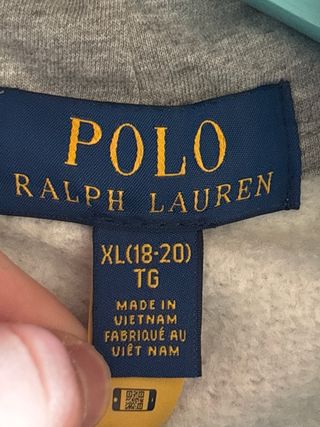 POLO
RALPH LAUREN
XL(18-20)
TG
MADE IN
VIETNAM
FABRIQUÉ AU
VIÊT NAM